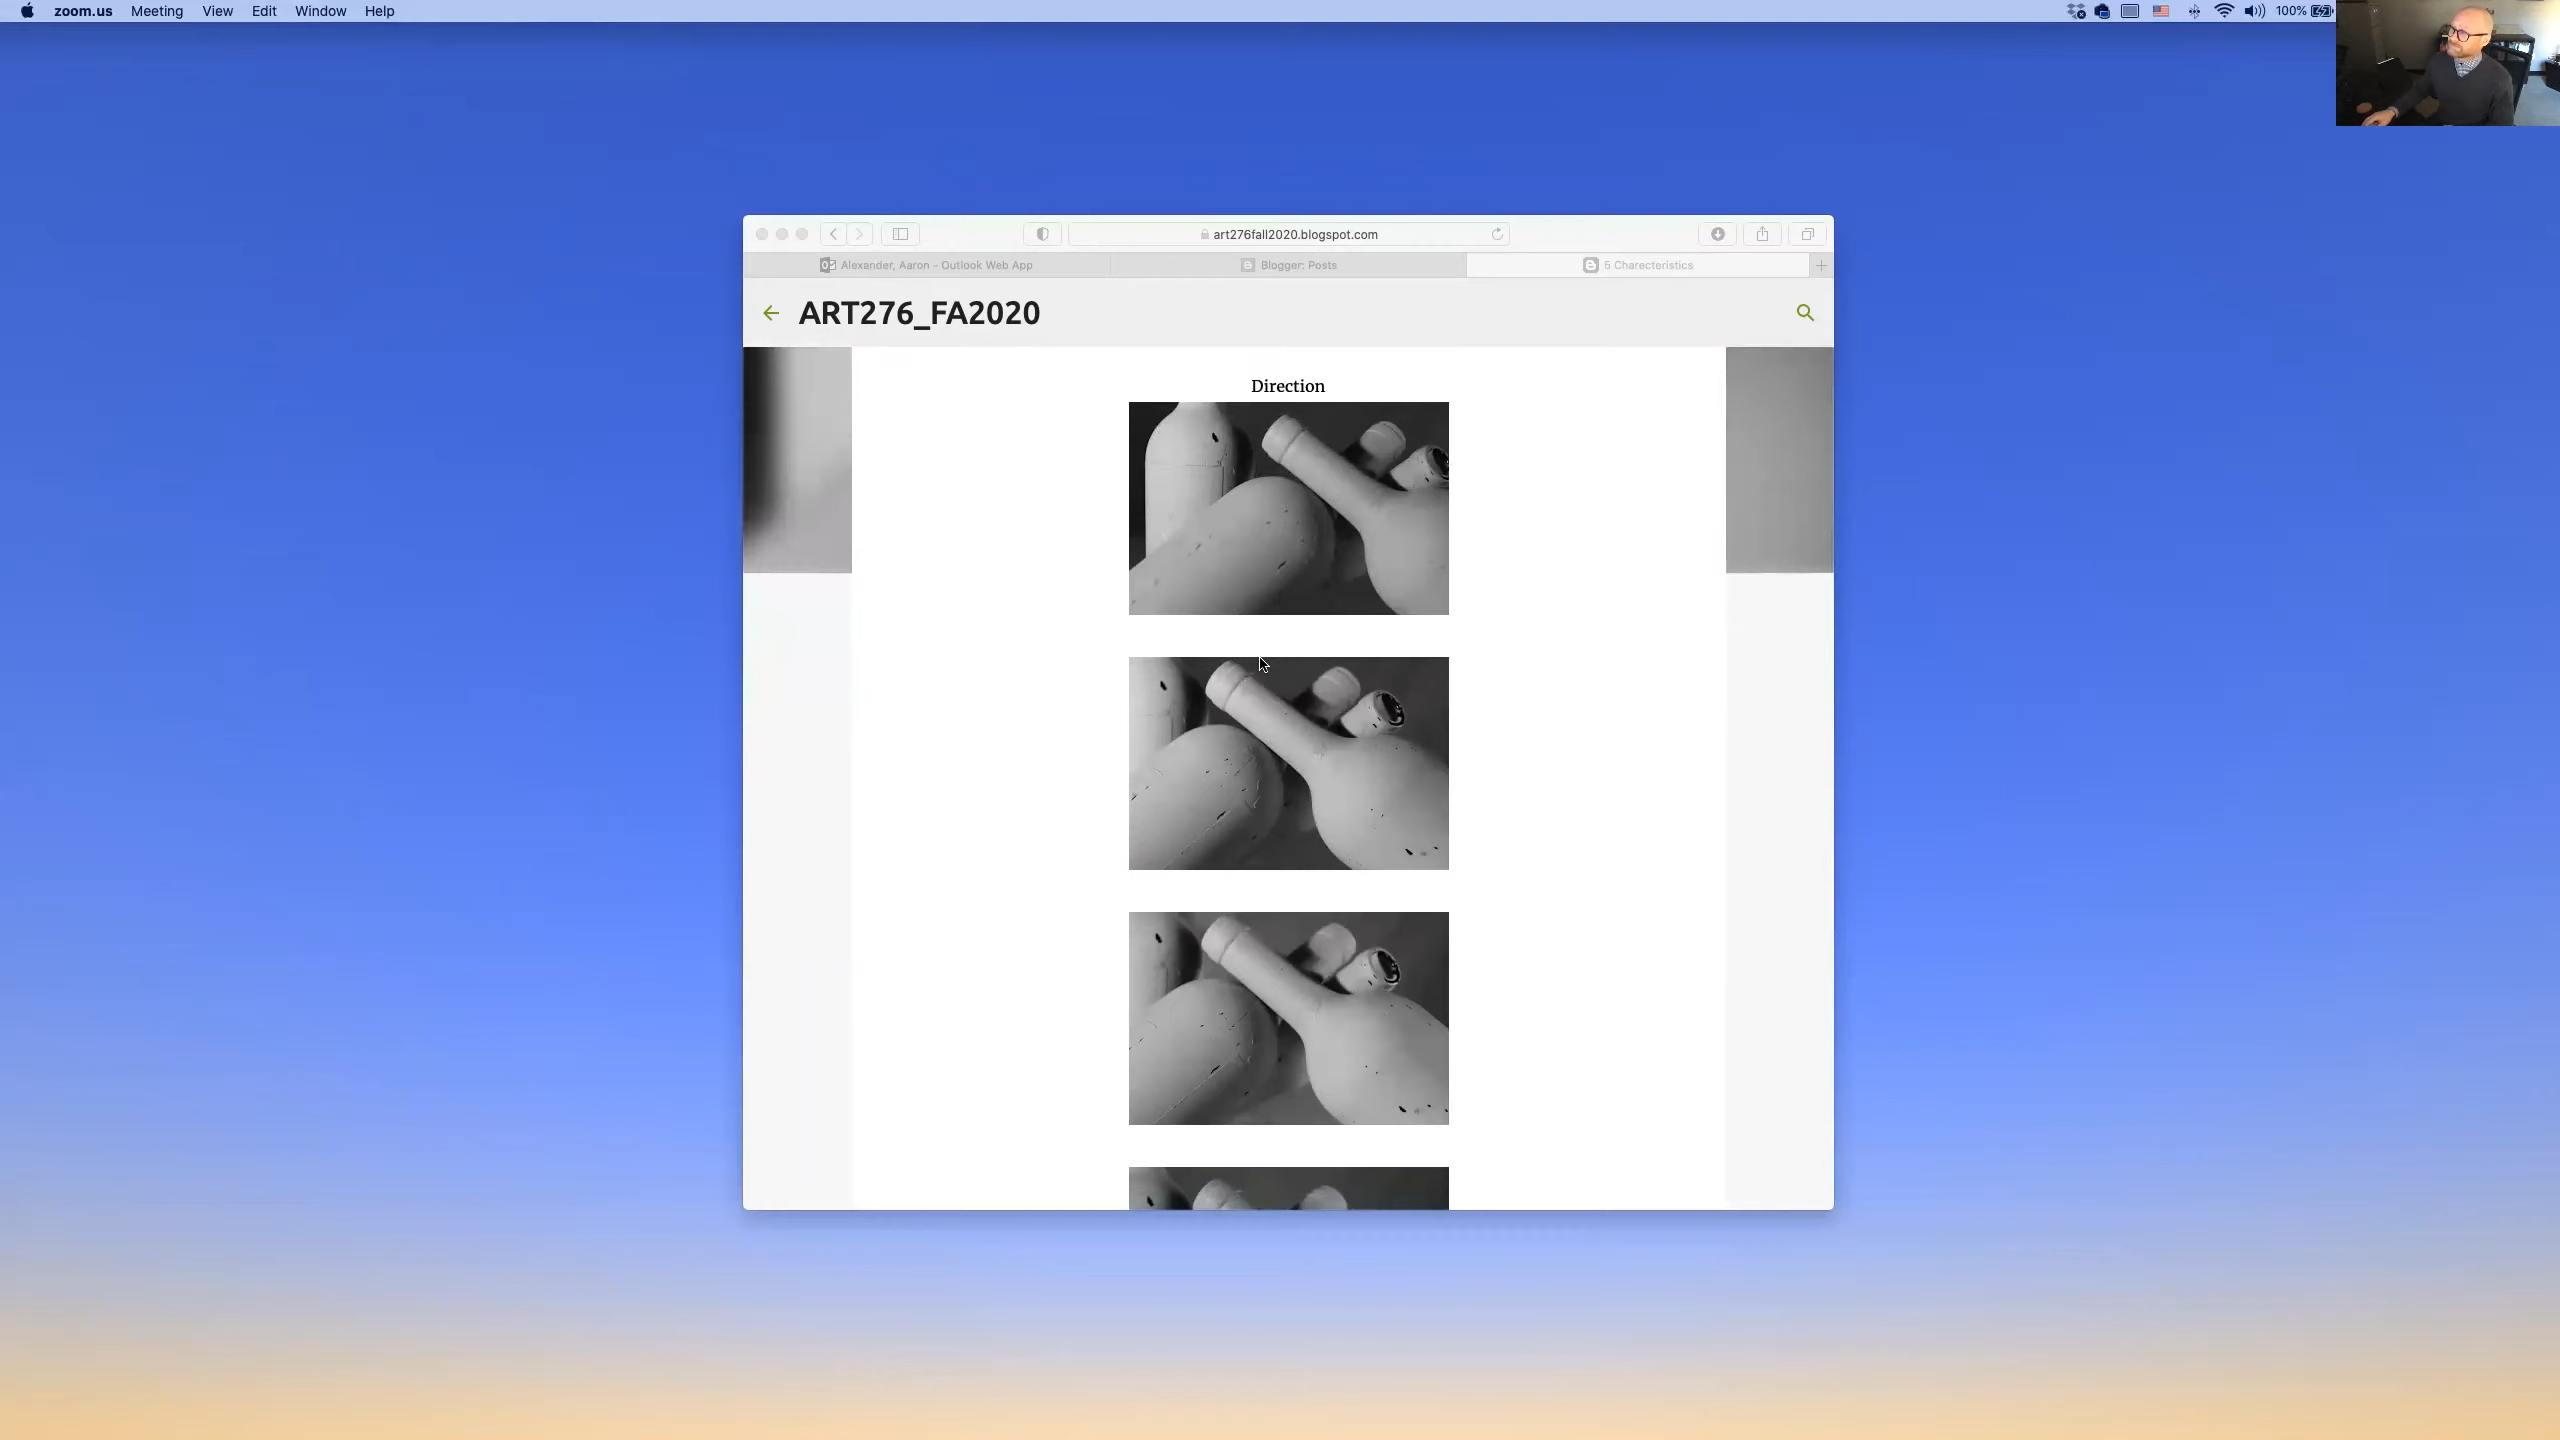 zoom.us Meeting View Edit Window Help 100%
art276fall2020.blogspot.com
Alexander, Aaron - Outlook Web App Blogger: Posts 5 Charecteristics
ART276_FA2020
Direction